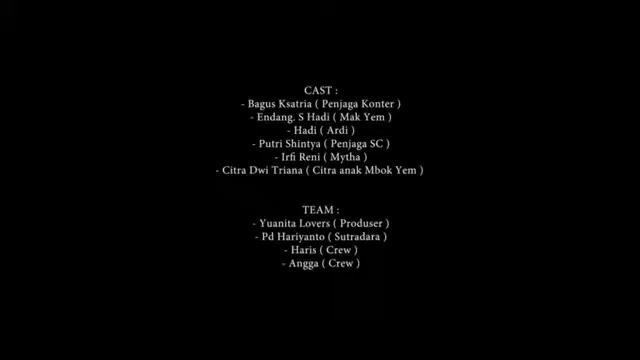 CAST :
- Bagus Ksatria ( Penjaga Konter )
- Endang. S Hadi ( Mak Yem )
- Hadi ( Ardi )
- Putri Shintya ( Penjaga SC )
- Irfi Reni ( Mytha )
- Citra Dwi Triana ( Citra anak Mbok Yem )
TEAM :
- Yuanita Lovers ( Produser )
- Pd Hariyanto ( Sutradara )
- Haris ( Crew )
- Angga ( Crew )